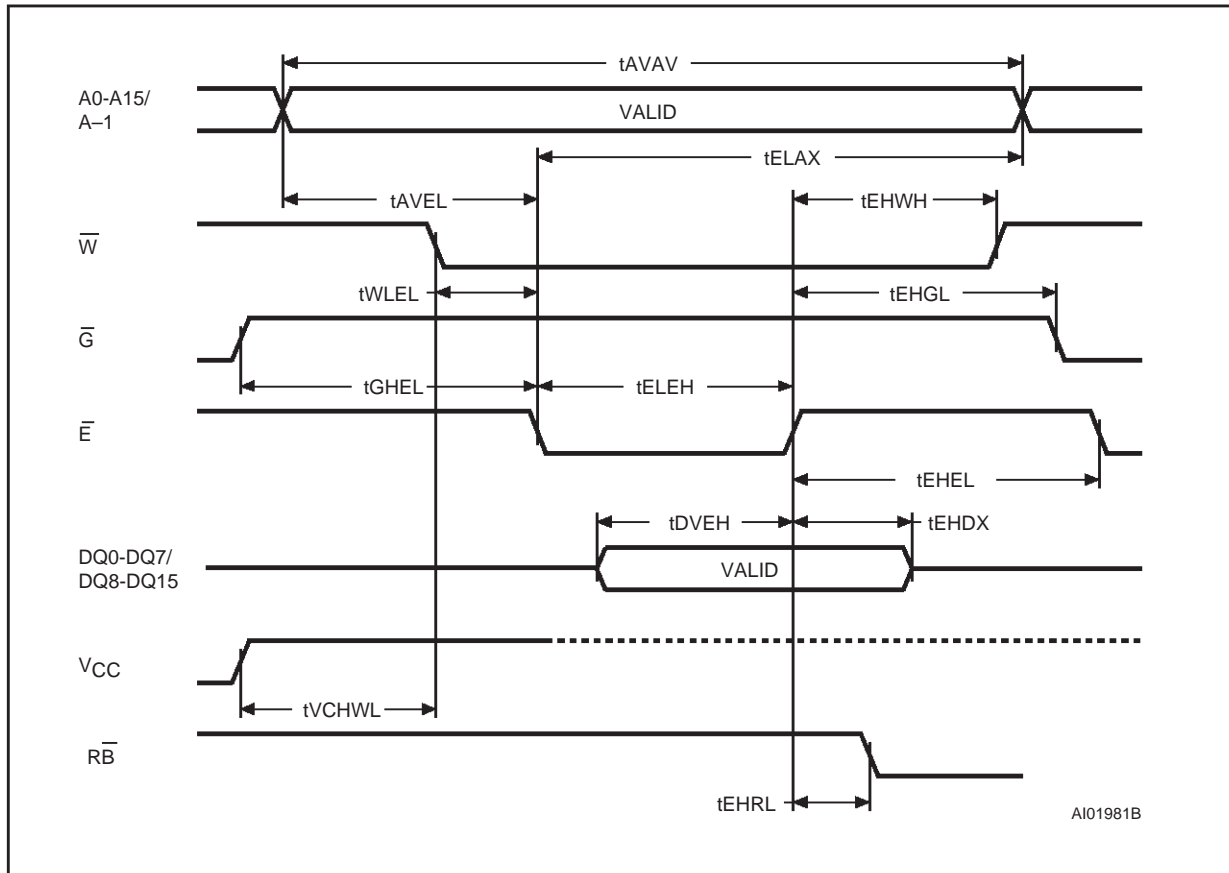 tAVAV
A0-A15/
A–1
VALID
tELAX
tAVEL
tEHWH
W̅
tWLEL
tEHGL
G̅
tGHEL
tELEH
E̅
tEHEL
tDVEH
tEHDX
DQ0-DQ7/
DQ8-DQ15
VALID
VCC
tVCHWL
RB̅
tEHRL
AI01981B